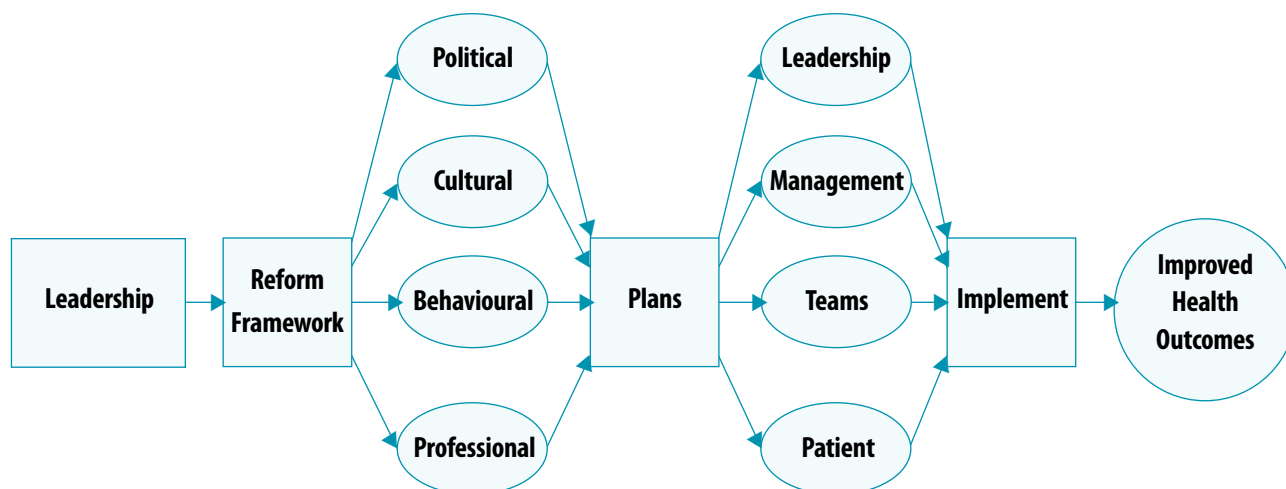 Leadership
Reform
Framework
Political
Cultural
Behavioural
Professional
Plans
Leadership
Management
Teams
Patient
Implement
Improved
Health
Outcomes